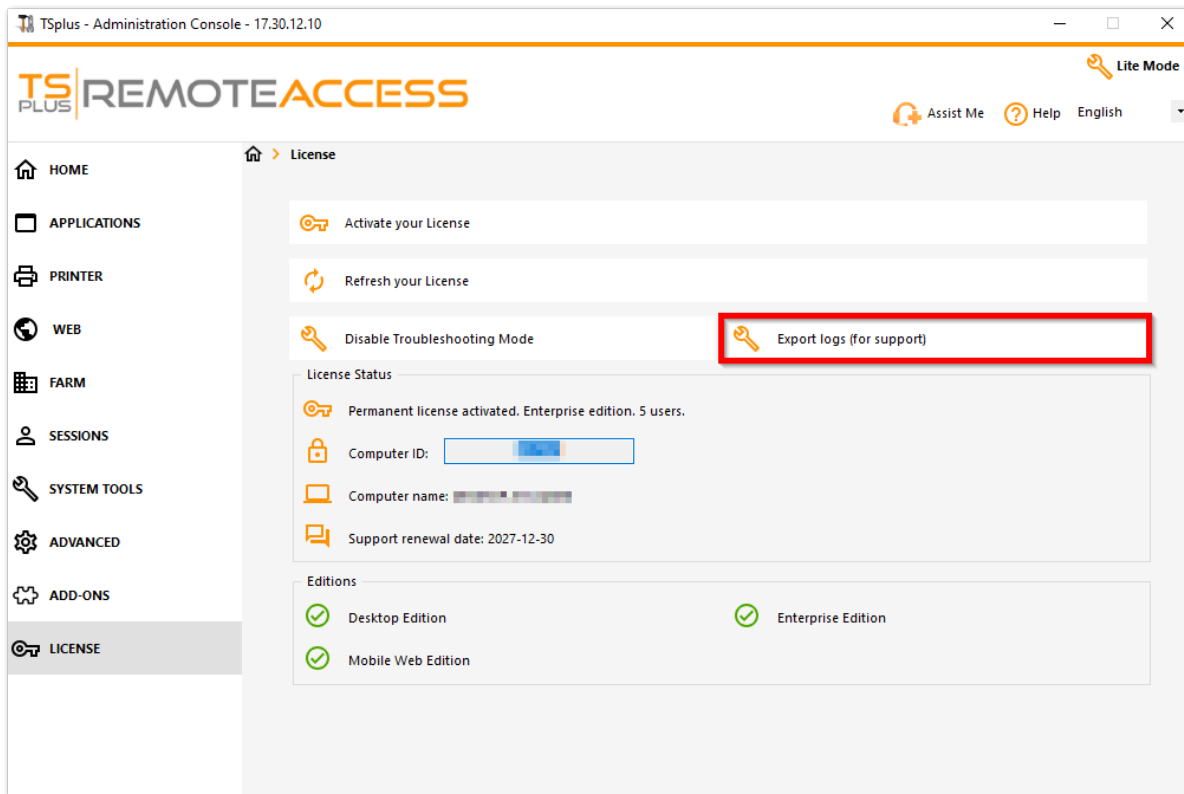 TSplus - Administration Console - 17.30.12.10
Lite Mode
TS PLUS REMOTEACCESS
Assist Me
Help
English
HOME
APPLICATIONS
PRINTER
WEB
FARM
SESSIONS
SYSTEM TOOLS
ADVANCED
ADD-ONS
LICENSE
License
Activate your License
Refresh your License
Disable Troubleshooting Mode
Export logs (for support)
License Status
Permanent license activated. Enterprise edition. 5 users.
Computer ID:
Computer name:
Support renewal date: 2027-12-30
Editions
Desktop Edition
Enterprise Edition
Mobile Web Edition